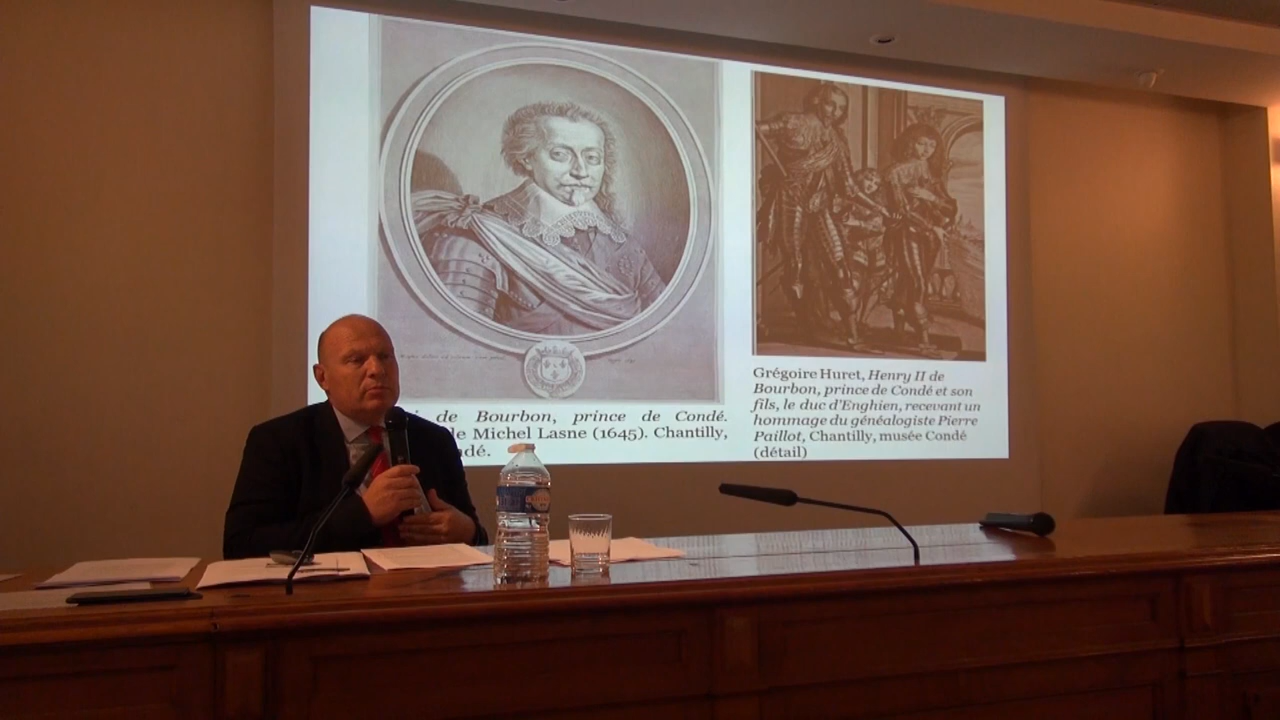 de Bourbon, prince de Condé.
de Michel Lasne (1645). Chantilly,
Grégoire Huret, Henry II de
Bourbon, prince de Condé et son
fils, le duc d'Enghien, recevant un
hommage du généalogiste Pierre
Paillot, Chantilly, musée Condé
(détail)